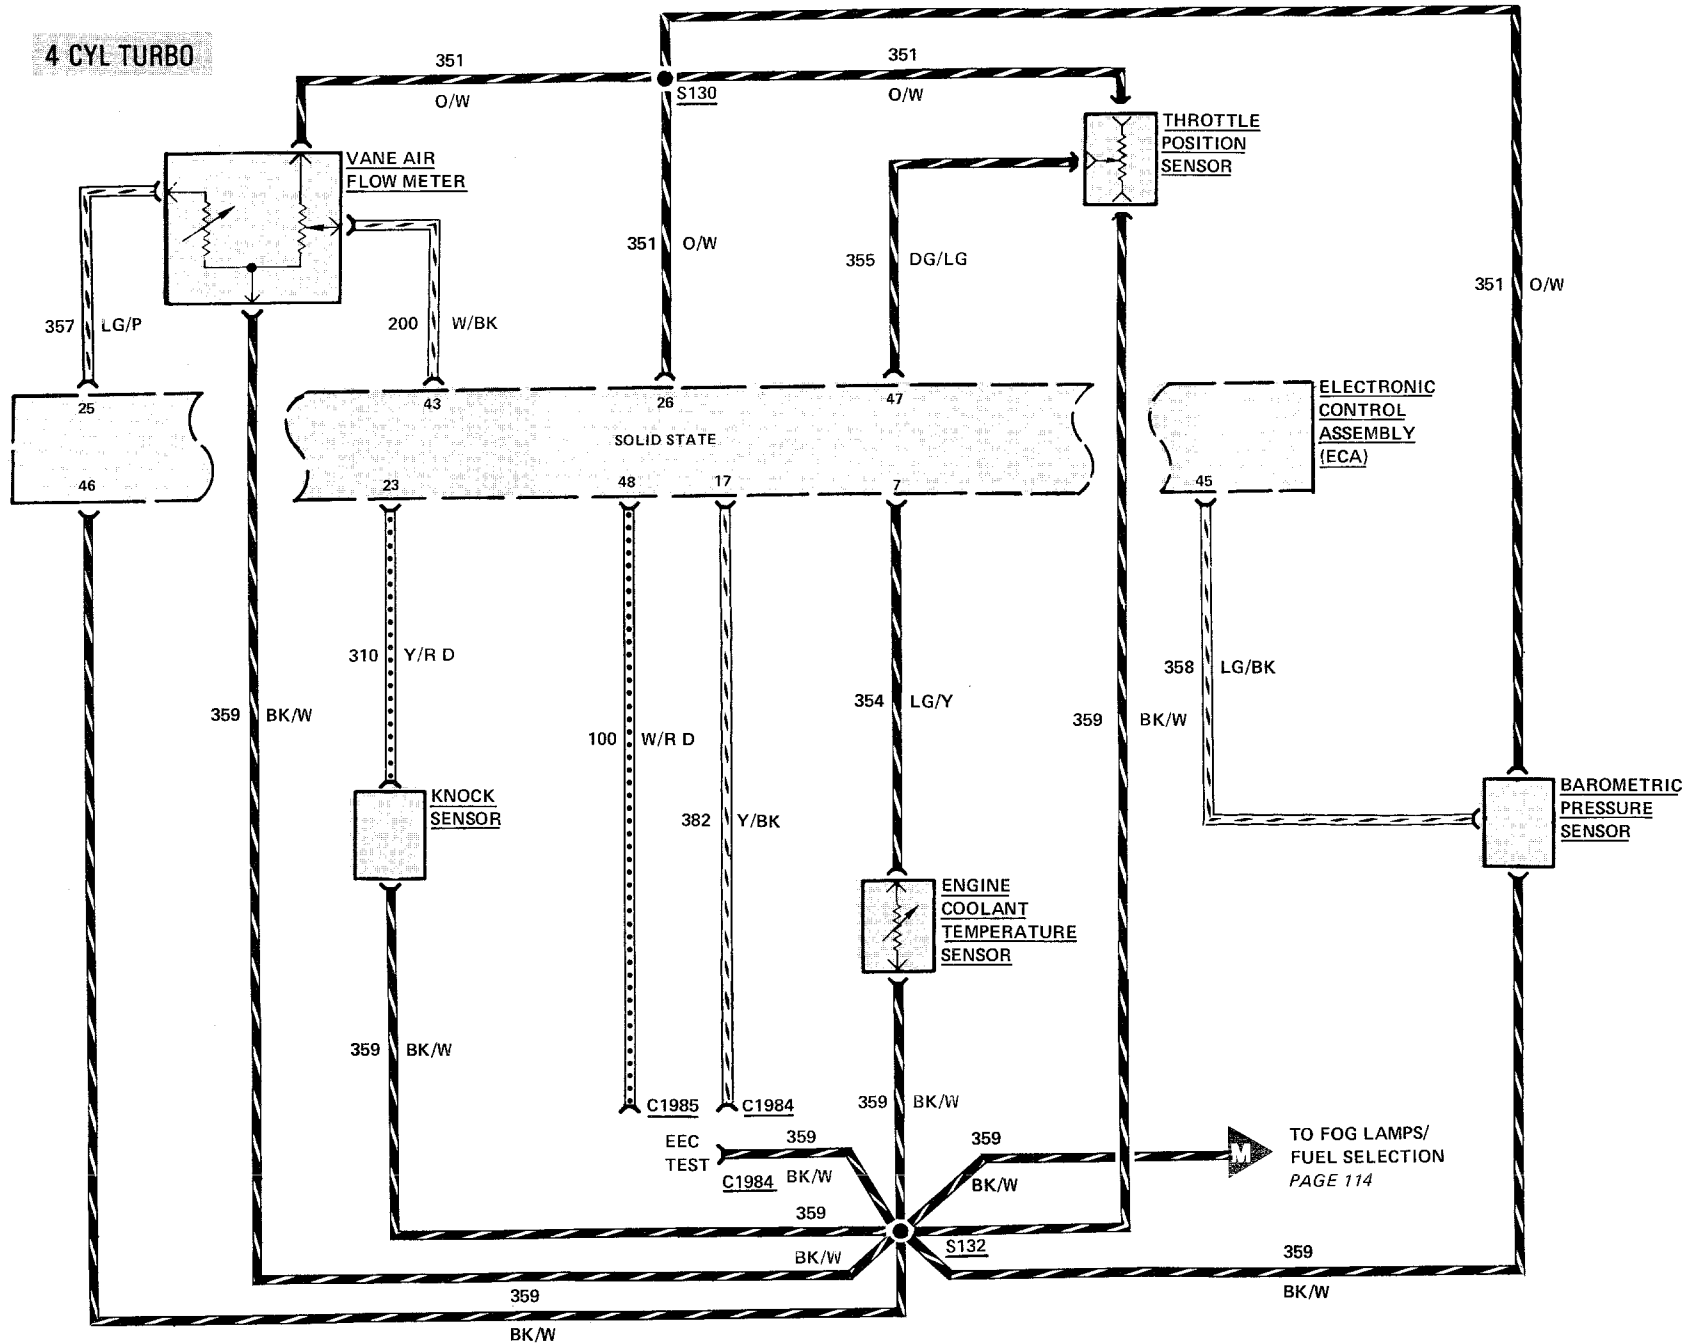 4 CYL TURBO
351
O/W
S130
351
O/W
THROTTLE
POSITION
SENSOR
VANE AIR
FLOW METER
351 O/W
355 DG/LG
351 O/W
357 LG/P
200 W/BK
25
43
26
47
ELECTRONIC
CONTROL
ASSEMBLY
(ECA)
SOLID STATE
46
23
48
17
7
45
310 Y/R D
358 LG/BK
354 LG/Y
359 BK/W
359 BK/W
100 W/R D
KNOCK
SENSOR
382 Y/BK
BAROMETRIC
PRESSURE
SENSOR
ENGINE
COOLANT
TEMPERATURE
SENSOR
359 BK/W
359 BK/W
C1985
C1984
EEC
TEST
C1984
359
BK/W
359
BK/W
M
TO FOG LAMPS/
FUEL SELECTION
PAGE 114
359
BK/W
S132
359
BK/W
359
BK/W